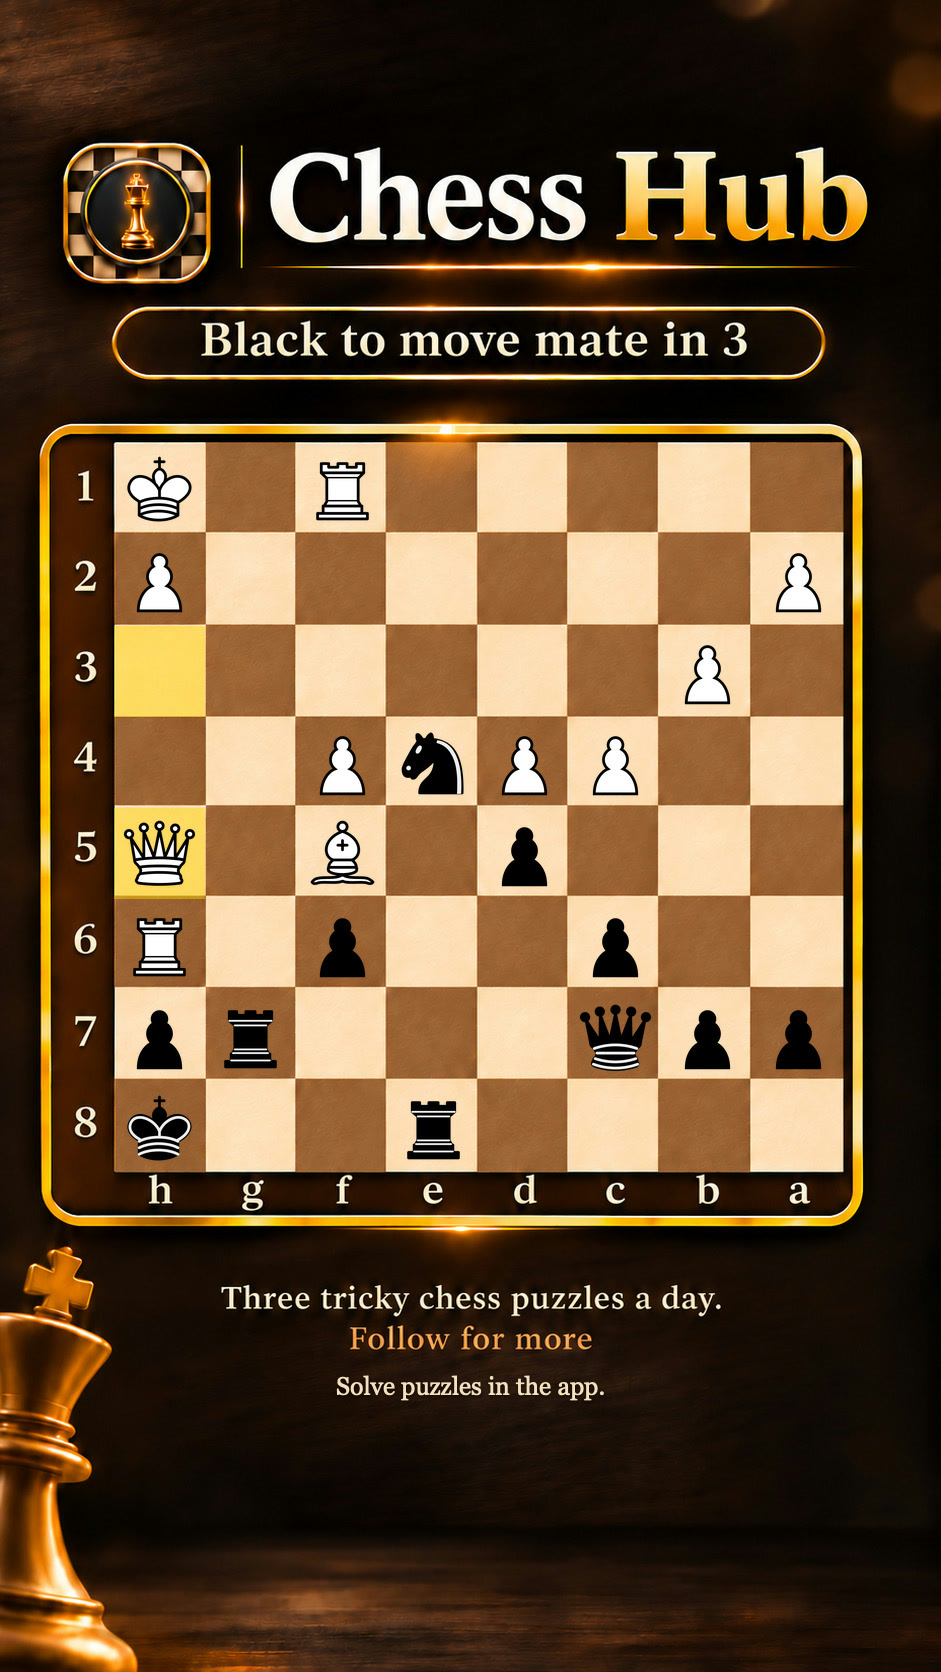 Chess Hub
Black to move mate in 3
1
2
3
4
5
6
7
8
h g f e d c b a
Three tricky chess puzzles a day.
Follow for more
Solve puzzles in the app.